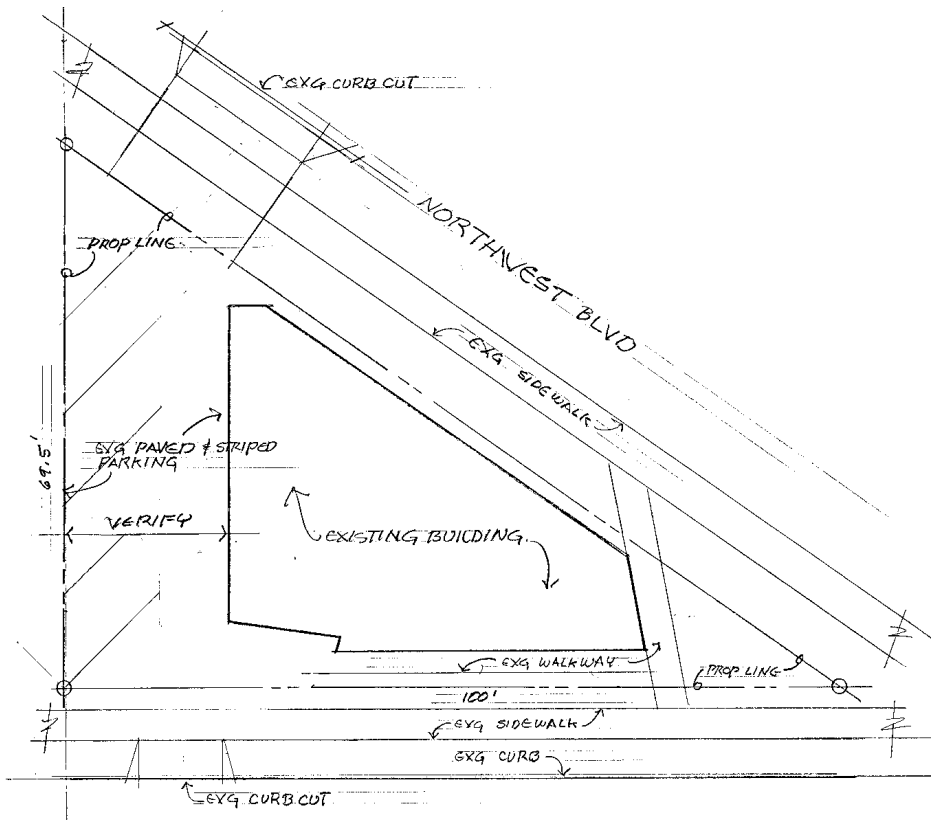 EXG CURB CUT
NORTHWEST BLVD
PROP LINE
EXG SIDEWALK
EXG PAVED & STRIPED
PARKING
69.5'
VERIFY
EXISTING BUILDING
EXG WALKWAY
PROP LINE
100'
EXG SIDEWALK
EXG CURB
EXG CURB CUT